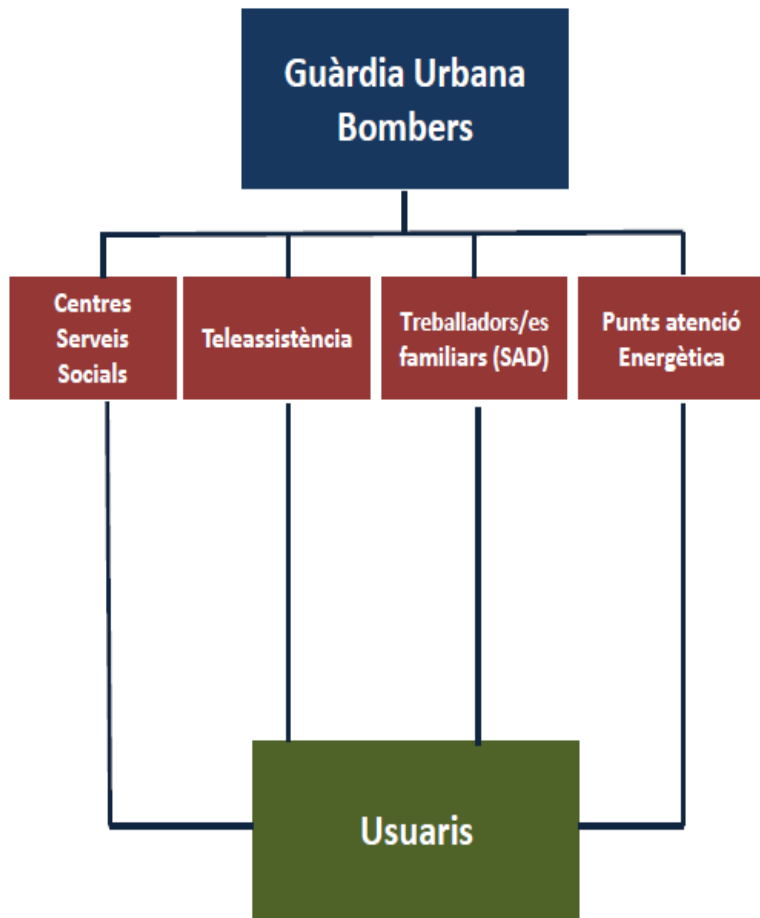 Guàrdia Urbana
Bombers
Centres
Serveis
Socials
Teleassistència
Treballadors/es
familiars (SAD)
Punts atenció
Energètica
Usuaris